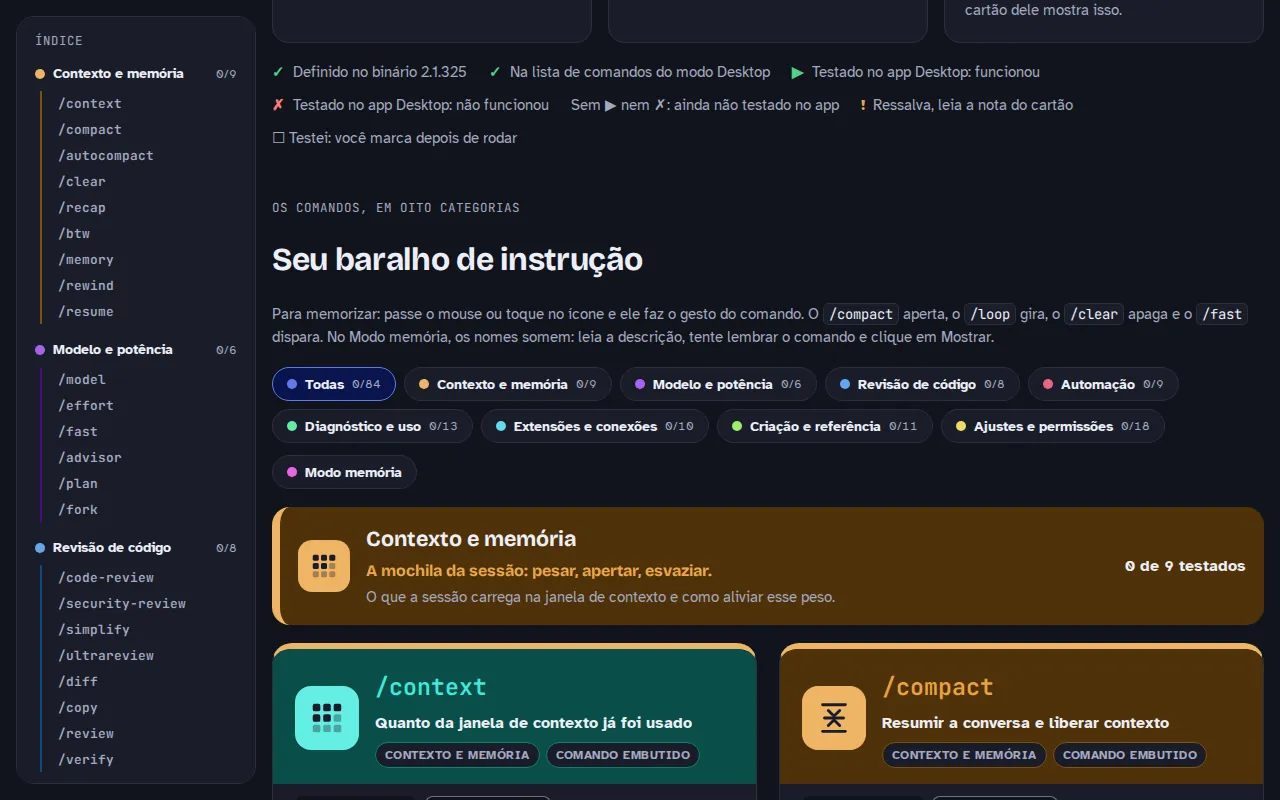 ÍNDICE
Contexto e memória 0/9
/context
/compact
/autocompact
/clear
/recap
/btw
/memory
/rewind
/resume
Modelo e potência 0/6
/model
/effort
/fast
/advisor
/plan
/fork
Revisão de código 0/8
/code-review
/security-review
/simplify
/ultrareview
/diff
/copy
/review
/verify
cartão dele mostra isso.
✓ Definido no binário 2.1.325 ✓ Na lista de comandos do modo Desktop ▶ Testado no app Desktop: funcionou
✗ Testado no app Desktop: não funcionou Sem ▶ nem ✗: ainda não testado no app ! Ressalva, leia a nota do cartão
☐ Testei: você marca depois de rodar
OS COMANDOS, EM OITO CATEGORIAS
Seu baralho de instrução
Para memorizar: passe o mouse ou toque no ícone e ele faz o gesto do comando. O /compact aperta, o /loop gira, o /clear apaga e o /fast
dispara. No Modo memória, os nomes somem: leia a descrição, tente lembrar o comando e clique em Mostrar.
Todas 0/84 Contexto e memória 0/9 Modelo e potência 0/6 Revisão de código 0/8 Automação 0/9
Diagnóstico e uso 0/13 Extensões e conexões 0/10 Criação e referência 0/11 Ajustes e permissões 0/18
Modo memória
Contexto e memória
A mochila da sessão: pesar, apertar, esvaziar.
O que a sessão carrega na janela de contexto e como aliviar esse peso.
0 de 9 testados
/context
Quanto da janela de contexto já foi usado
CONTEXTO E MEMÓRIA COMANDO EMBUTIDO
/compact
Resumir a conversa e liberar contexto
CONTEXTO E MEMÓRIA COMANDO EMBUTIDO